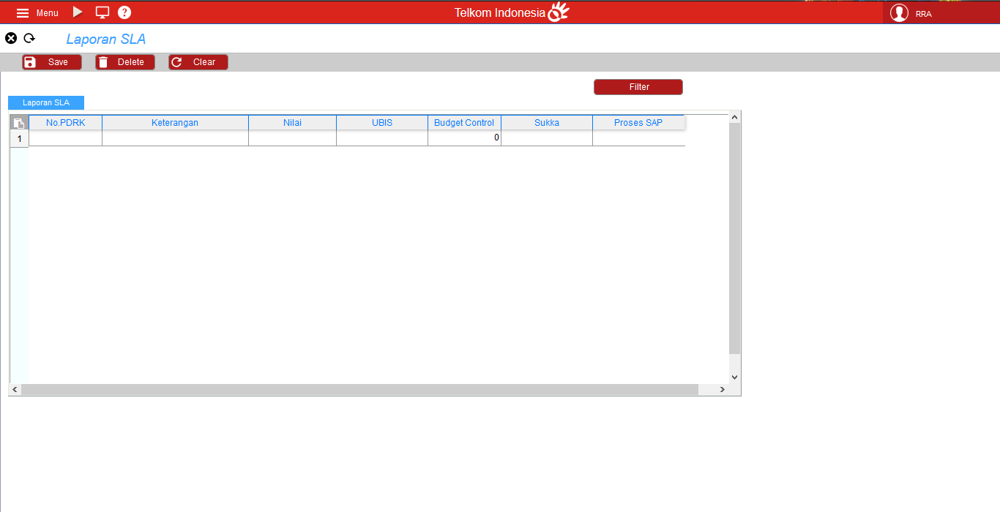 Menu ? Telkom Indonesia RRA
Laporan SLA
Save Delete Clear
Filter
Laporan SLA
No.PDRK Keterangan Nilai UBIS Budget Control Sukka Proses SAP
1 0